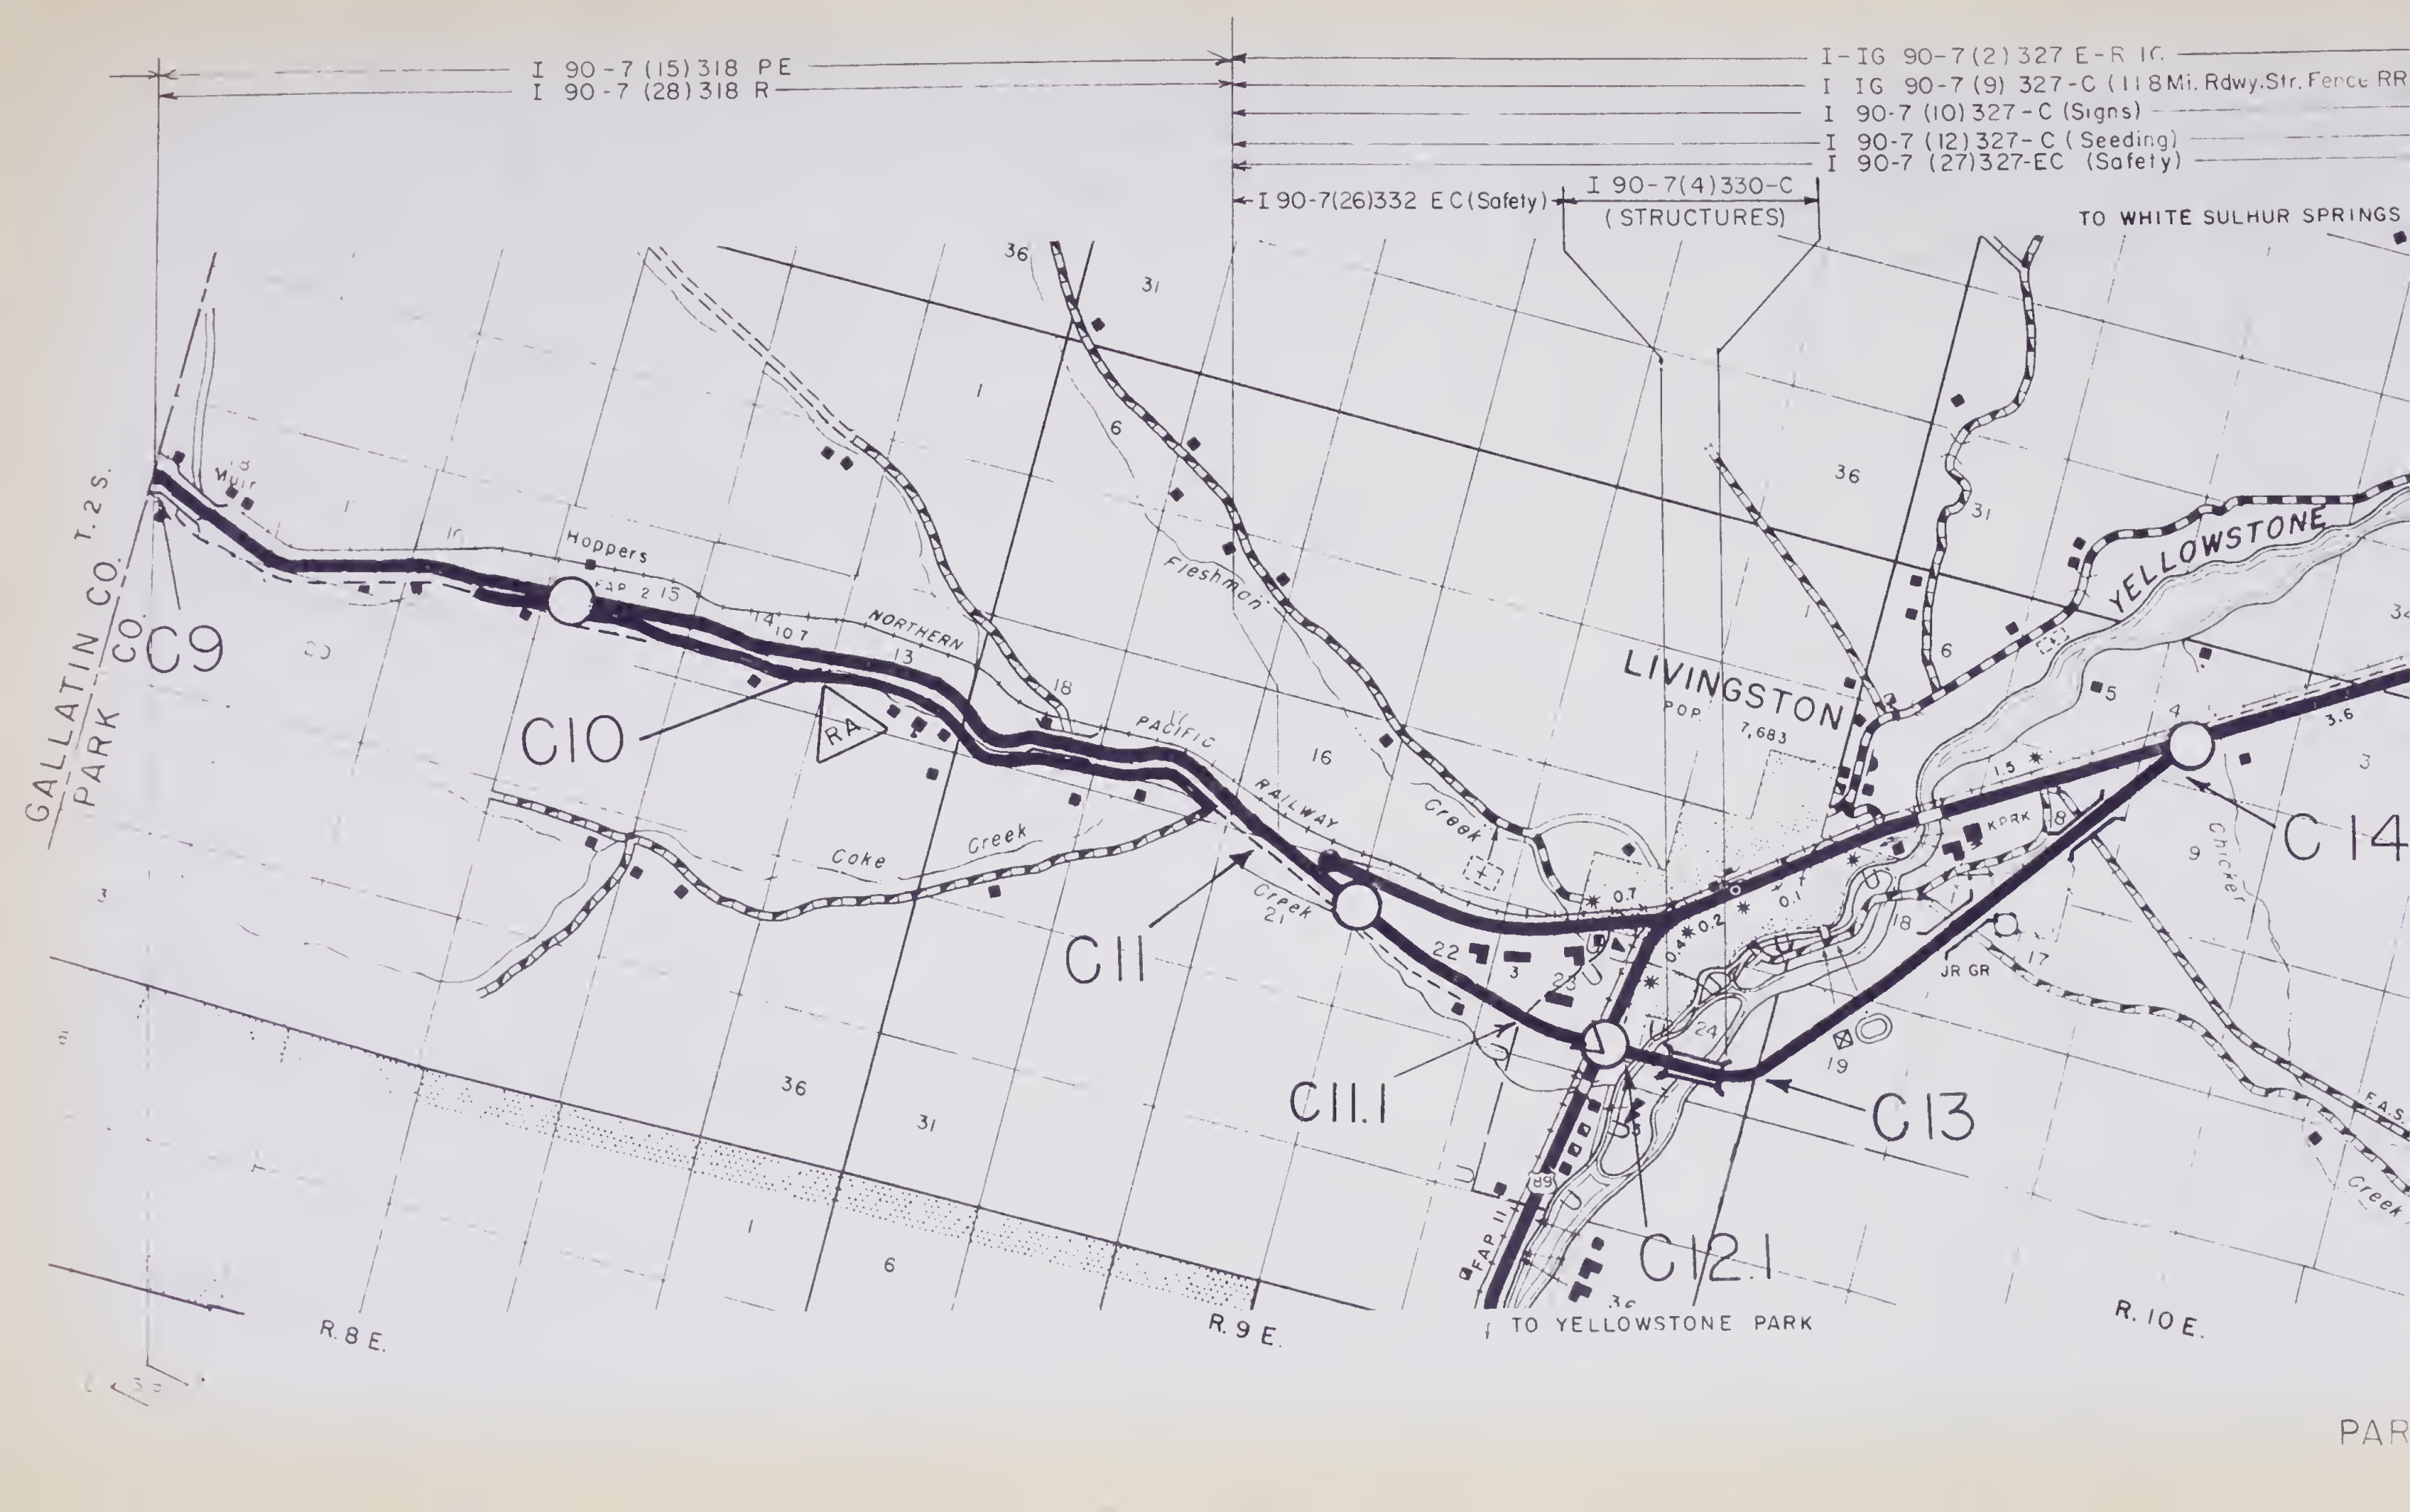 I 90-7 (15) 318 PE
I 90-7 (28) 318 R
I-IG 90-7 (2) 327 E-R
I IG 90-7 (9) 327-C (11 8 Mi. Rdwy. Str. Fence RR
I 90-7 (10) 327-C (Signs)
I 90-7 (12) 327-C (Seeding)
I 90-7 (27) 327-EC (Safety)
I 90-7(26)332 EC(Safety)
I 90-7(4)330-C
(STRUCTURES)
TO WHITE SULHUR SPRINGS
36
31
1
6
36
31
Muir
T. 2 S.
GALLATIN CO.
PARK CO.
C9
Hoppers
FAP 2
15
14
107
NORTHERN
13
18
PACIFIC
RAILWAY
16
Fleshman
Creek
LIVINGSTON
POP. 7,683
YELLOWSTONE
1
6
34
5
4
3.6
3
1.5
KPRK
8
9
C14
Chicker
C10
RA
Coke Creek
Creek
21
C11
22
3
23
0.7
0.4
0.2
0.1
18
17
JR GR
24
19
C11.1
C13
C12.1
3
36
31
1
6
89
FAP 11
36
F.A.S.
Creek
R. 8 E.
R. 9 E.
TO YELLOWSTONE PARK
R. 10 E.
PAR